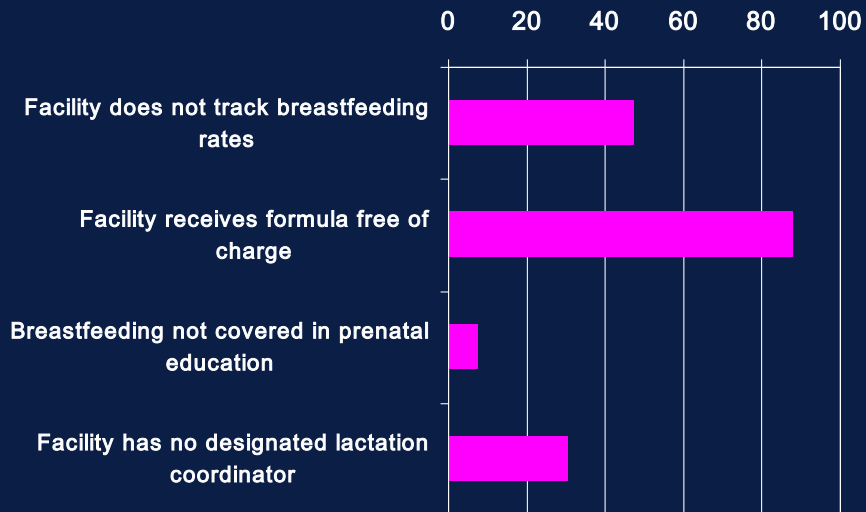 0 20 40 60 80 100
Facility does not track breastfeeding
rates
Facility receives formula free of
charge
Breastfeeding not covered in prenatal
education
Facility has no designated lactation
coordinator